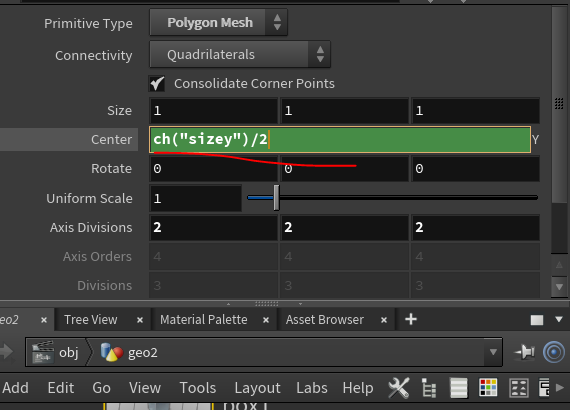 Primitive Type Polygon Mesh
Connectivity Quadrilaterals
Consolidate Corner Points
Size 1 1 1
Center ch("sizey")/2 Y
Rotate 0 0 0
Uniform Scale 1
Axis Divisions 2 2 2
Axis Orders 4 4 4
Divisions 3 3 3
eo2 × Tree View × Material Palette × Asset Browser × +
obj geo2
Add Edit Go View Tools Layout Labs Help
box1